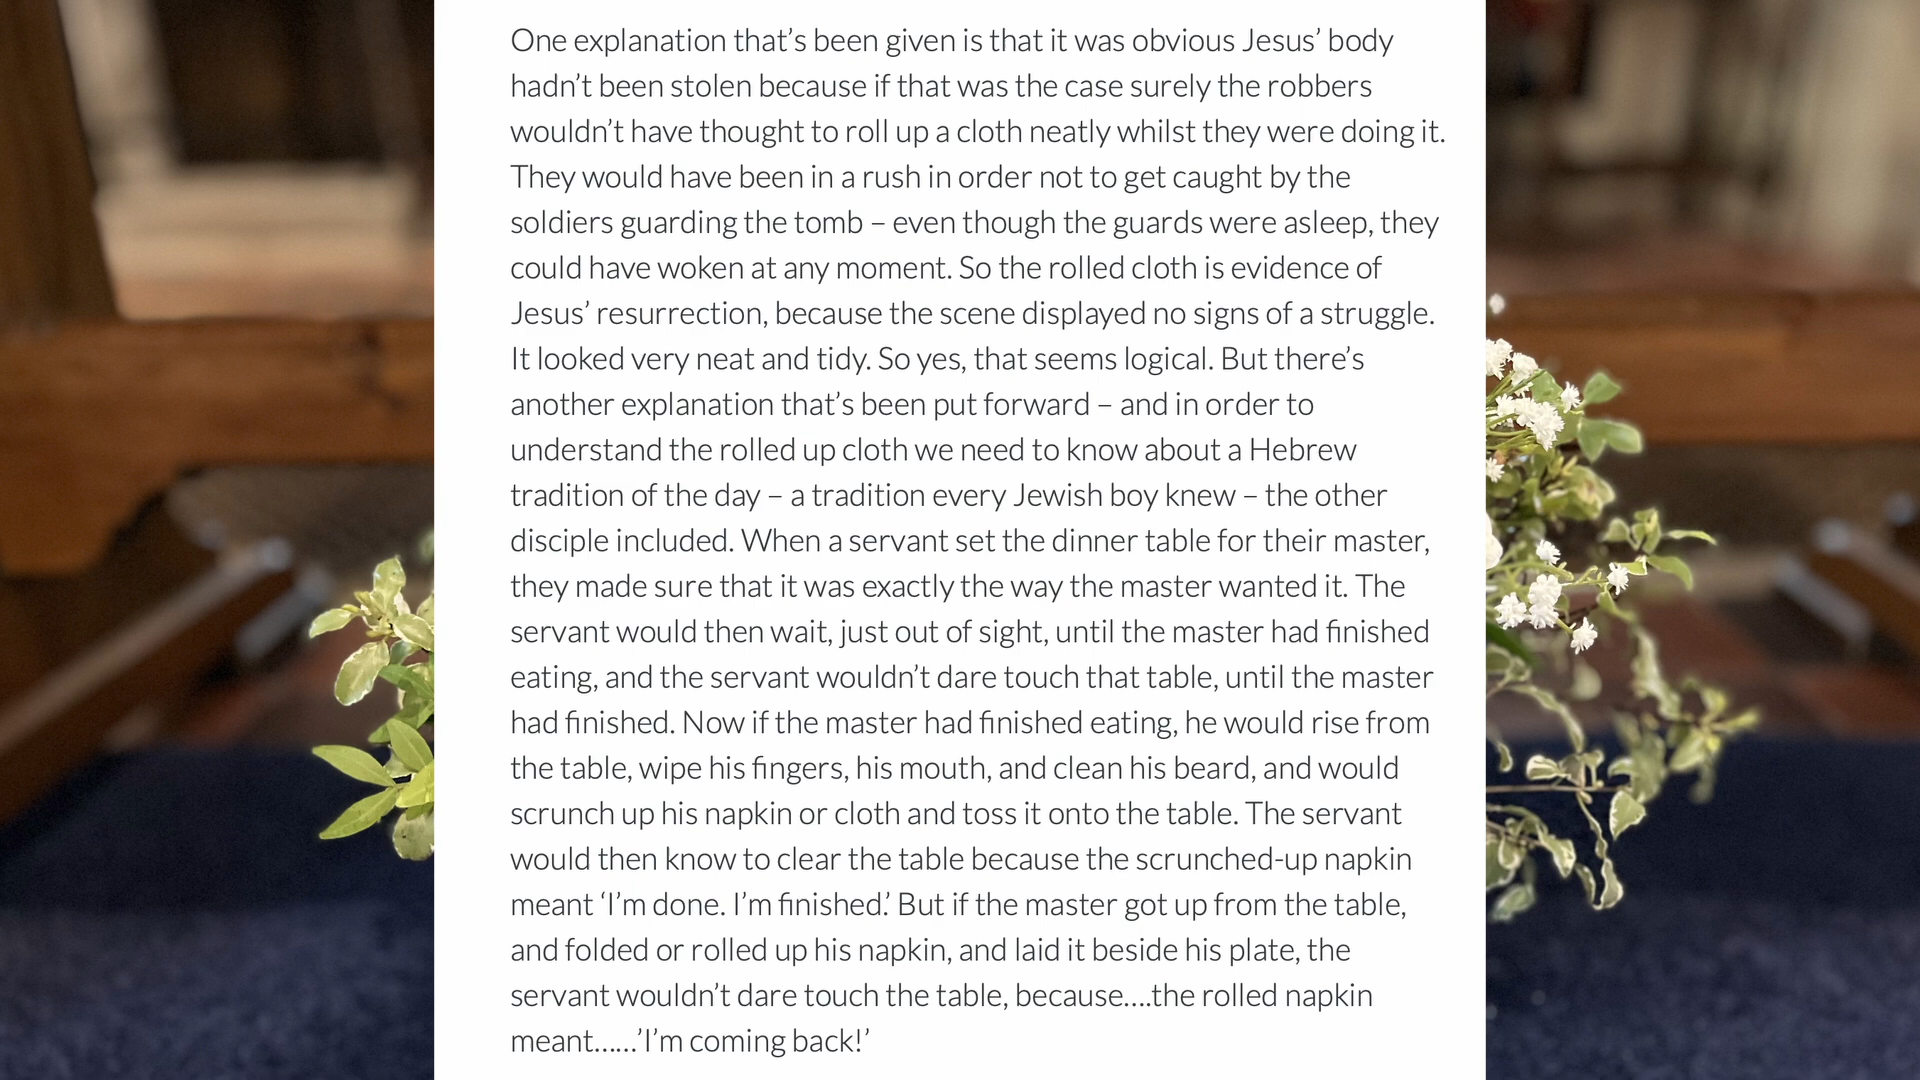 One explanation that’s been given is that it was obvious Jesus’ body
hadn’t been stolen because if that was the case surely the robbers
wouldn’t have thought to roll up a cloth neatly whilst they were doing it.
They would have been in a rush in order not to get caught by the
soldiers guarding the tomb – even though the guards were asleep, they
could have woken at any moment. So the rolled cloth is evidence of
Jesus’ resurrection, because the scene displayed no signs of a struggle.
It looked very neat and tidy. So yes, that seems logical. But there’s
another explanation that’s been put forward – and in order to
understand the rolled up cloth we need to know about a Hebrew
tradition of the day – a tradition every Jewish boy knew – the other
disciple included. When a servant set the dinner table for their master,
they made sure that it was exactly the way the master wanted it. The
servant would then wait, just out of sight, until the master had finished
eating, and the servant wouldn’t dare touch that table, until the master
had finished. Now if the master had finished eating, he would rise from
the table, wipe his fingers, his mouth, and clean his beard, and would
scrunch up his napkin or cloth and toss it onto the table. The servant
would then know to clear the table because the scrunched-up napkin
meant ‘I’m done. I’m finished.’ But if the master got up from the table,
and folded or rolled up his napkin, and laid it beside his plate, the
servant wouldn’t dare touch the table, because….the rolled napkin
meant……’I’m coming back!’